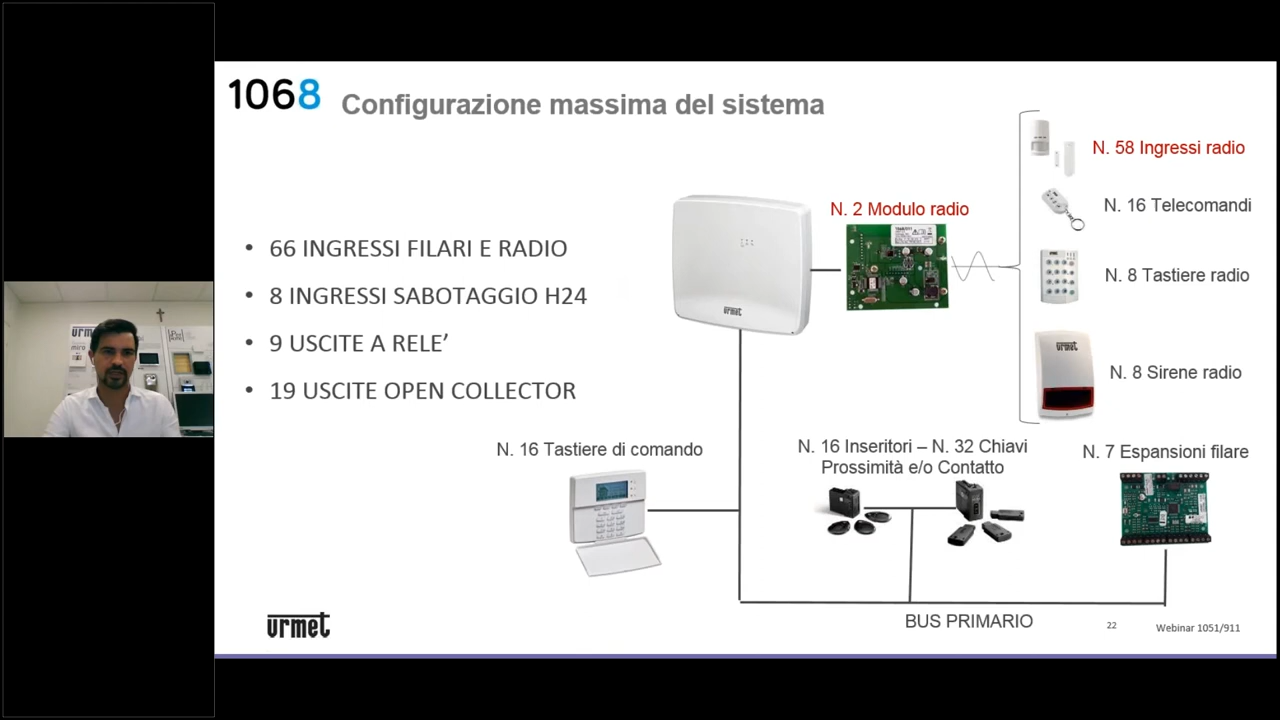 1068 Configurazione massima del sistema
N. 58 Ingressi radio
N. 2 Modulo radio
N. 16 Telecomandi
66 INGRESSI FILARI E RADIO
N. 8 Tastiere radio
8 INGRESSI SABOTAGGIO H24
urmet
9 USCITE A RELE’
urmet
N. 8 Sirene radio
19 USCITE OPEN COLLECTOR
N. 16 Tastiere di comando
N. 16 Inseritori – N. 32 Chiavi
Prossimità e/o Contatto
N. 7 Espansioni filare
BUS PRIMARIO
urmet
22
Webinar 1051/911